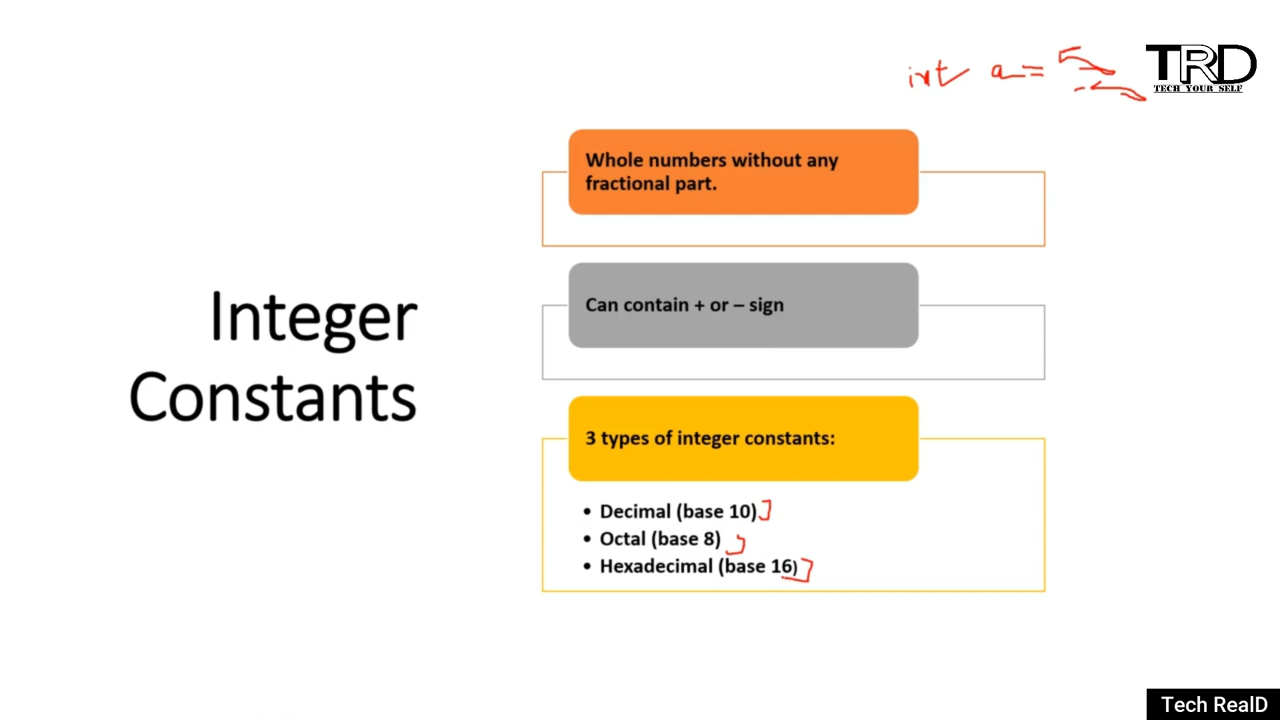 int a =
TRD
TECH YOUR SELF
Whole numbers without any
fractional part.
Can contain + or – sign
Integer
Constants
3 types of integer constants:
• Decimal (base 10)
• Octal (base 8)
• Hexadecimal (base 16)
Tech RealD